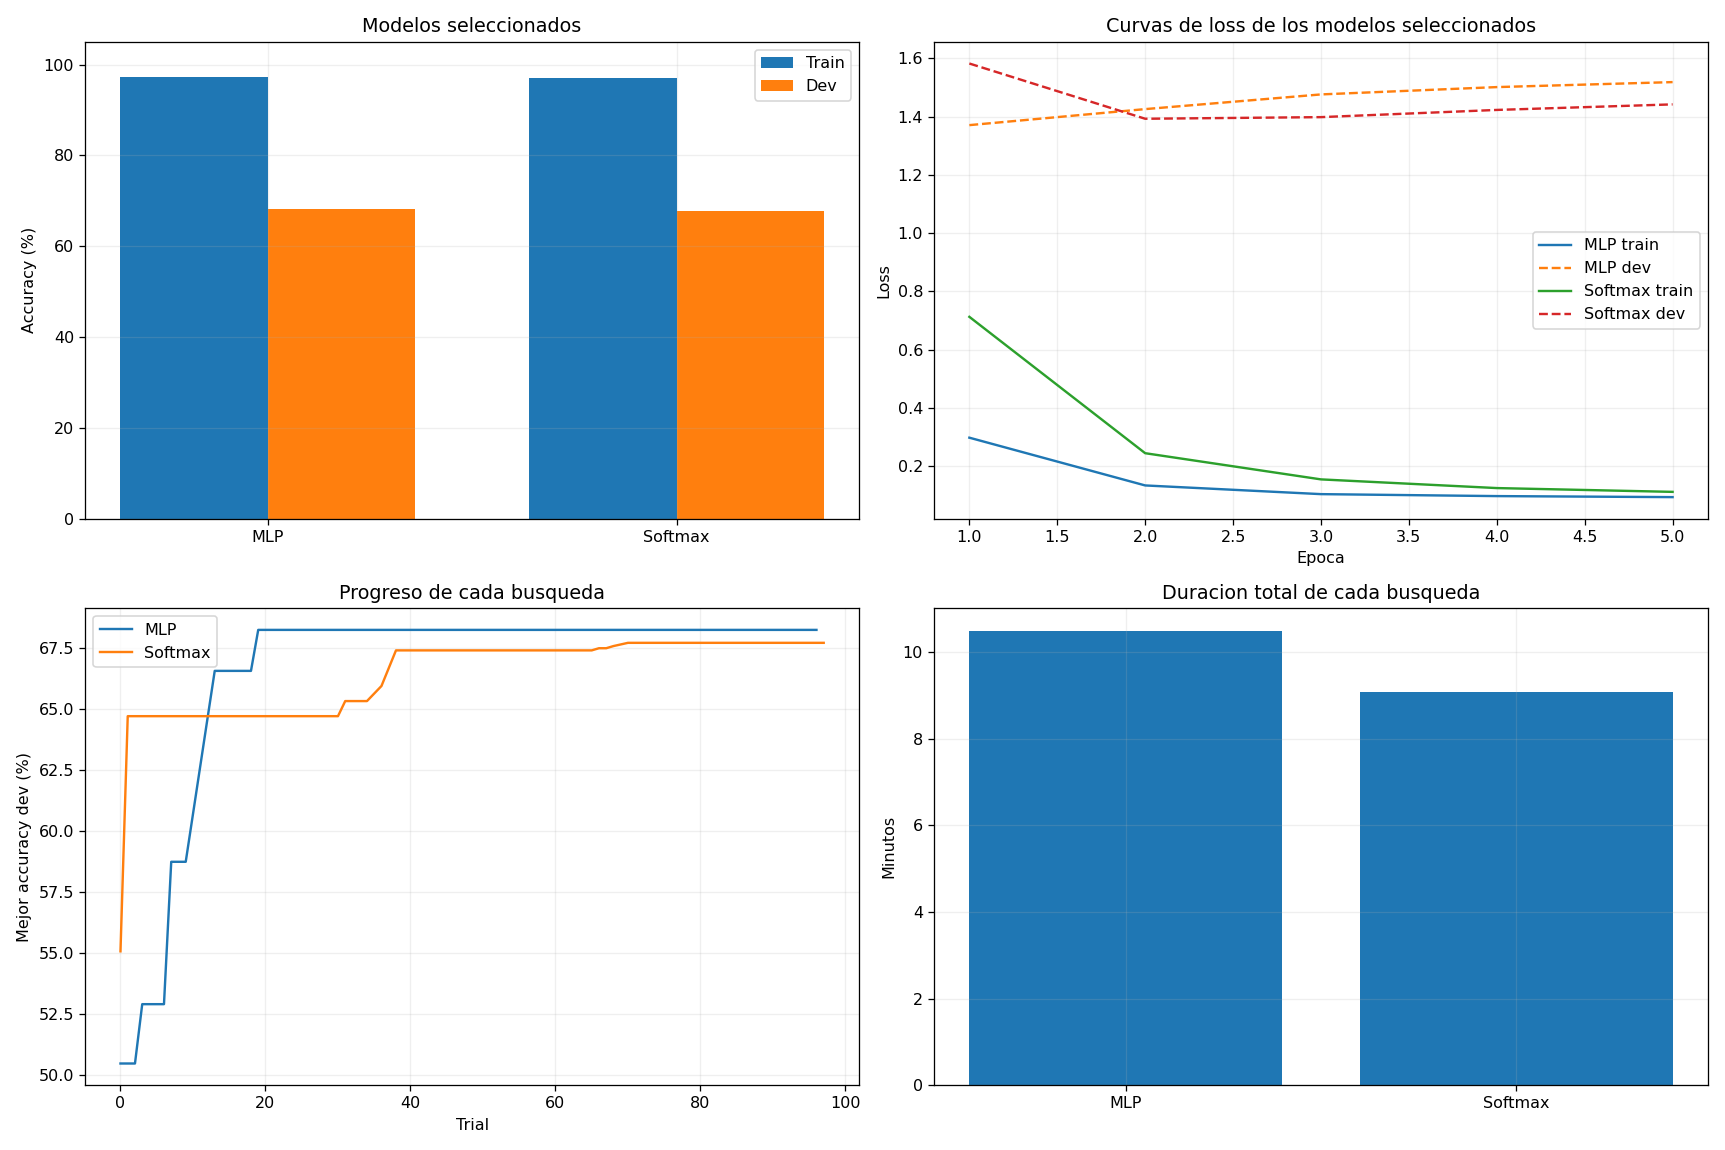 Modelos seleccionados
Accuracy (%)
100
80
60
40
20
0
Train
Dev
MLP
Softmax
Curvas de loss de los modelos seleccionados
Loss
1.6
1.4
1.2
1.0
0.8
0.6
0.4
0.2
MLP train
MLP dev
Softmax train
Softmax dev
1.0
1.5
2.0
2.5
3.0
3.5
4.0
4.5
5.0
Epoca
Progreso de cada busqueda
Mejor accuracy dev (%)
MLP
Softmax
67.5
65.0
62.5
60.0
57.5
55.0
52.5
50.0
0
20
40
60
80
100
Trial
Duracion total de cada busqueda
Minutos
10
8
6
4
2
0
MLP
Softmax